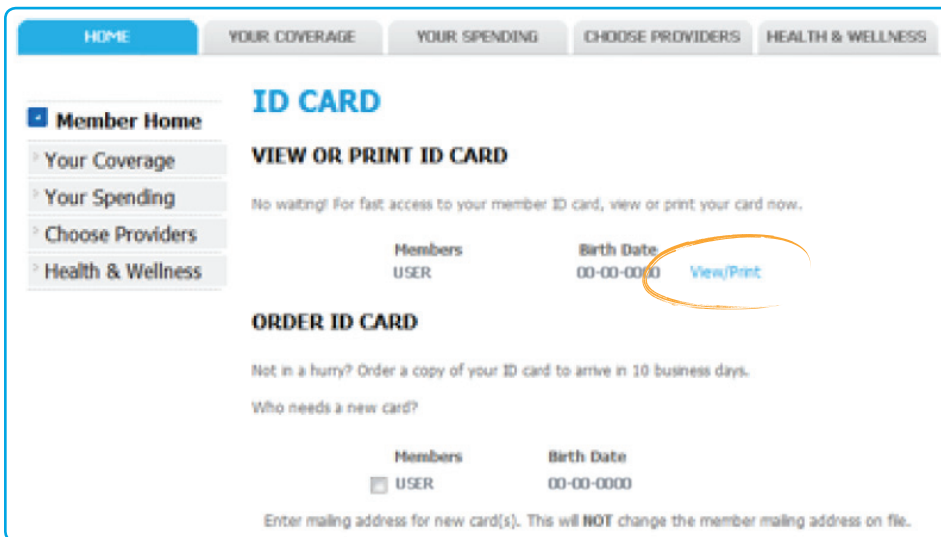 HOME YOUR COVERAGE YOUR SPENDING CHOOSE PROVIDERS HEALTH & WELLNESS
Member Home
Your Coverage
Your Spending
Choose Providers
Health & Wellness
ID CARD
VIEW OR PRINT ID CARD
No waiting! For fast access to your member ID card, view or print your card now.
Members Birth Date
USER 00-00-0000 View/Print
ORDER ID CARD
Not in a hurry? Order a copy of your ID card to arrive in 10 business days.
Who needs a new card?
Members Birth Date
USER 00-00-0000
Enter mailing address for new card(s). This will NOT change the member mailing address on file.